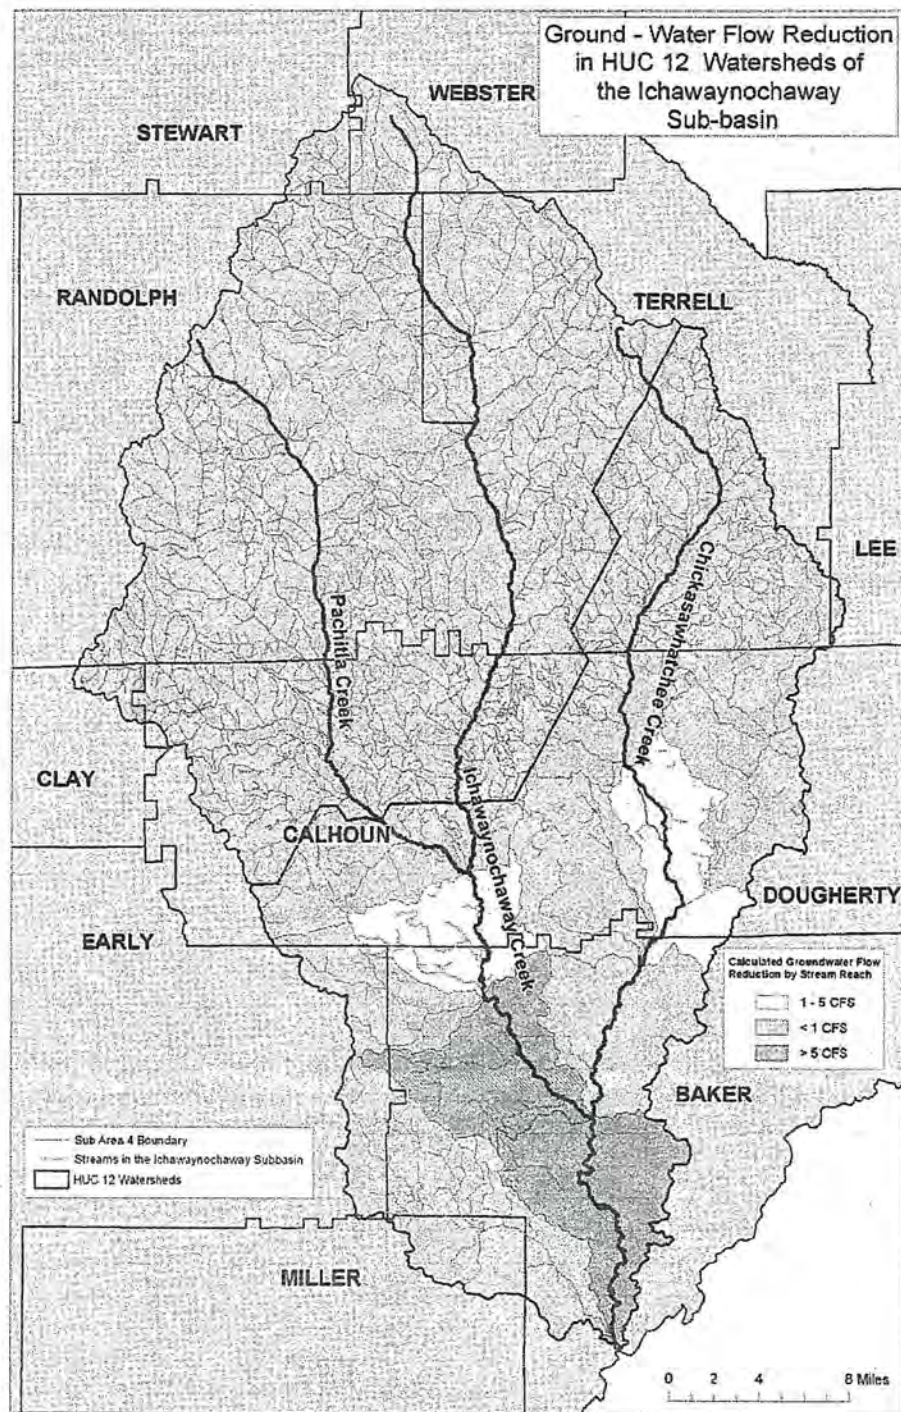 Ground - Water Flow Reduction
in HUC 12 Watersheds of
the Ichawaynochaway
Sub-basin
WEBSTER
STEWART
RANDOLPH
TERRELL
LEE
Chickasawhatchee Creek
Pachitla Creek
Ichawaynochaway Creek
CLAY
CALHOUN
DOUGHERTY
EARLY
Calculated Groundwater Flow
Reduction by Stream Reach
1 - 5 CFS
< 1 CFS
> 5 CFS
BAKER
Sub Area 4 Boundary
Streams in the Ichawaynochaway Subbasin
HUC 12 Watersheds
MILLER
0 4 8 Miles